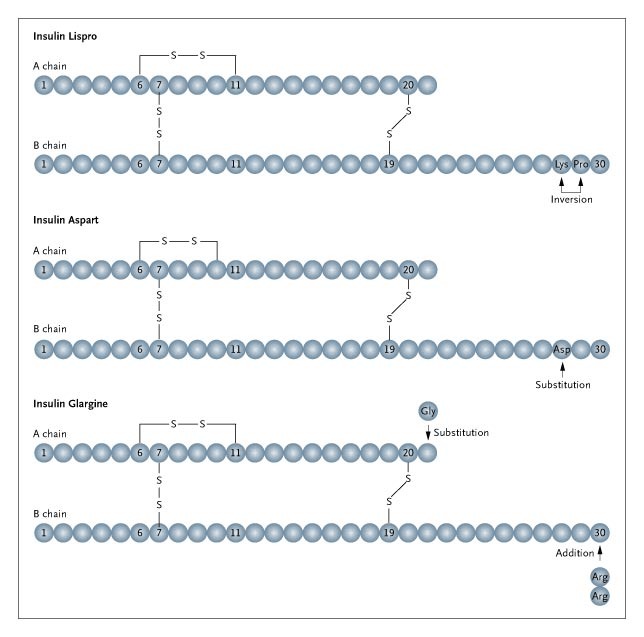 Insulin Lispro
S S
A chain
1 6 7 11 20
S S
S S
B chain
1 6 7 11 19 Lys Pro 30
Inversion
Insulin Aspart
S S
A chain
1 6 7 11 20
S S
S S
B chain
1 6 7 11 19 Asp 30
Substitution
Insulin Glargine
Gly
S S
A chain
Substitution
1 6 7 11 20
S S
S S
B chain
1 6 7 11 19 30
Addition
Arg
Arg